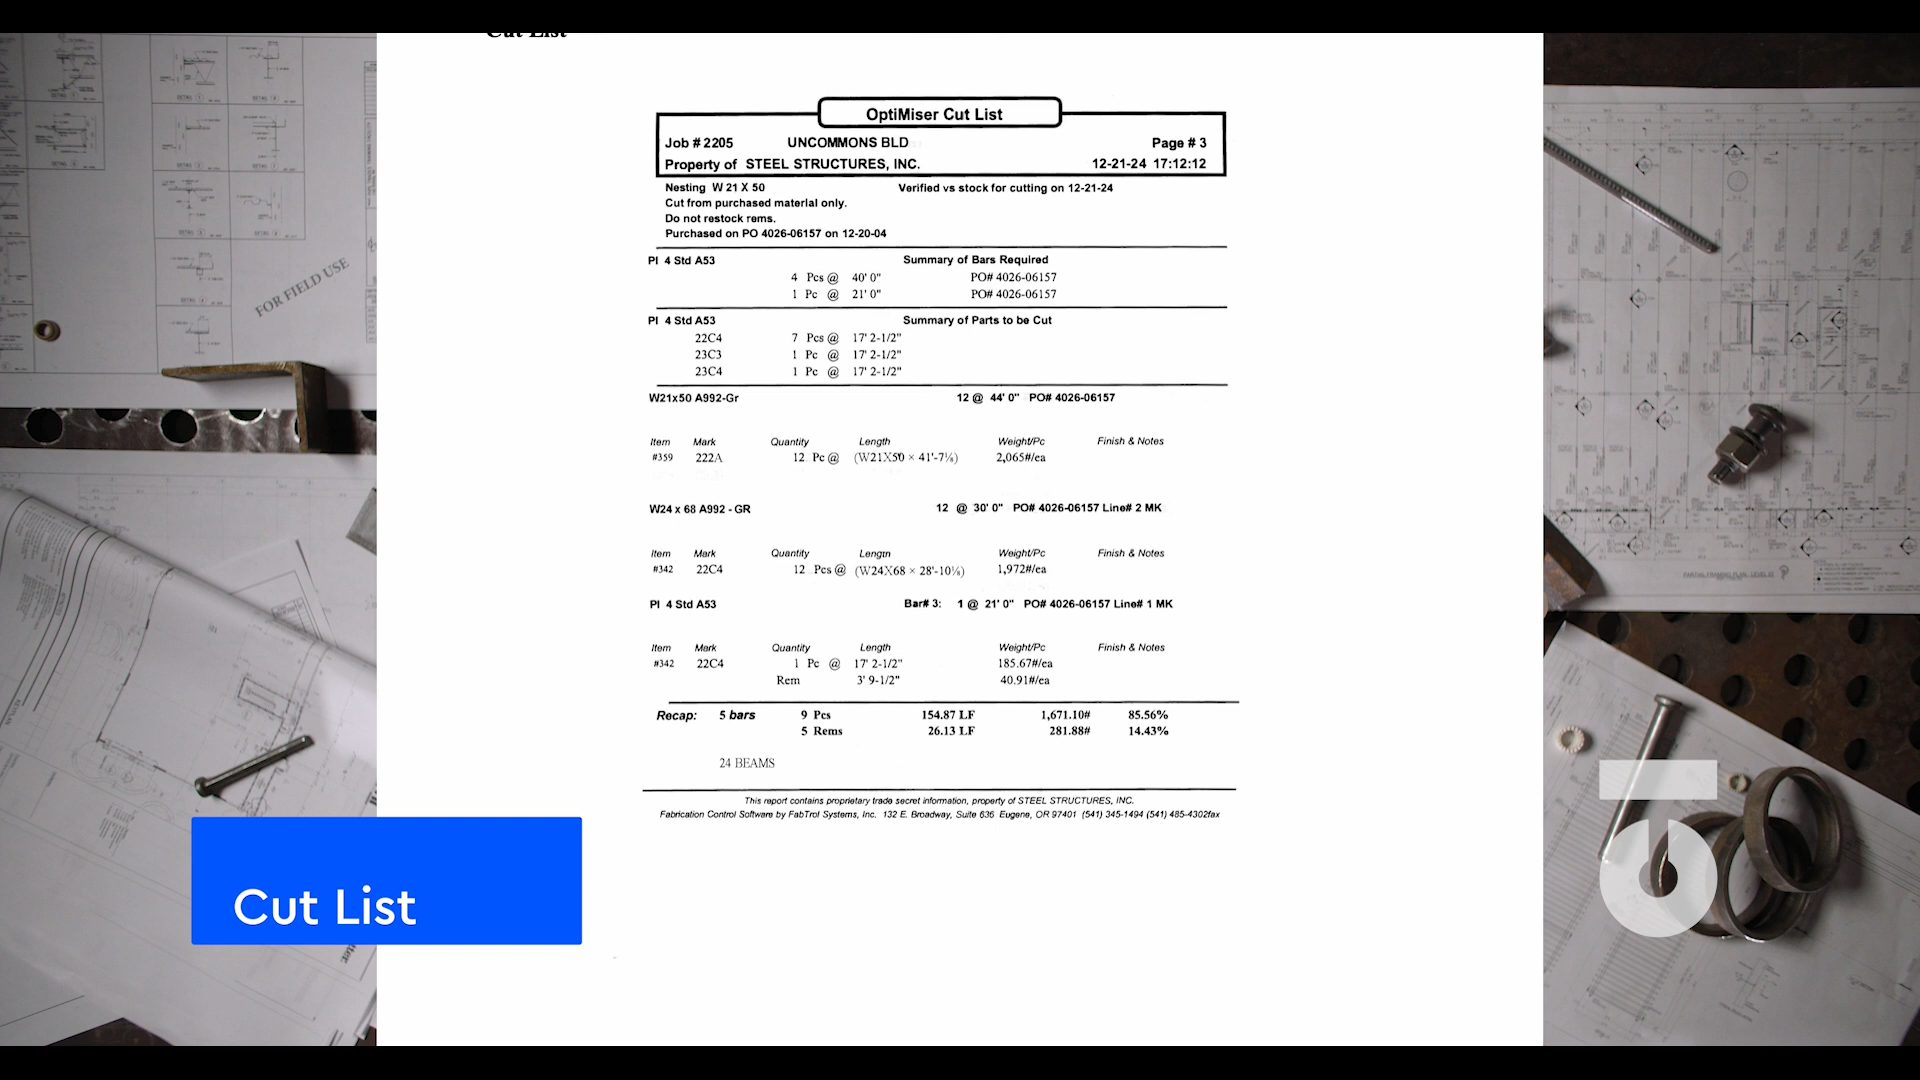 Cut List
OptiMiser Cut List
Job # 2205 UNCOMMONS BLD Page # 3
Property of STEEL STRUCTURES, INC. 12-21-24 17:12:12
Nesting W 21 X 50 Verified vs stock for cutting on 12-21-24
Cut from purchased material only.
Do not restock rems.
Purchased on PO 4026-06157 on 12-20-04
PI 4 Std A53 Summary of Bars Required
4 Pcs @ 40' 0" PO# 4026-06157
1 Pc @ 21' 0" PO# 4026-06157
PI 4 Std A53 Summary of Parts to be Cut
22C4 7 Pcs @ 17' 2-1/2"
23C3 1 Pc @ 17' 2-1/2"
23C4 1 Pc @ 17' 2-1/2"
W21x50 A992-Gr 12 @ 44' 0" PO# 4026-06157
Item Mark Quantity Length Weight/Pc Finish & Notes
#359 222A 12 Pc @ (W21X50 × 41'-7⅛) 2,065#/ea
W24 x 68 A992 - GR 12 @ 30' 0" PO# 4026-06157 Line# 2 MK
Item Mark Quantity Length Weight/Pc Finish & Notes
#342 22C4 12 Pcs @ (W24X68 × 28'-10⅛) 1,972#/ea
PI 4 Std A53 Bar# 3: 1 @ 21' 0" PO# 4026-06157 Line# 1 MK
Item Mark Quantity Length Weight/Pc Finish & Notes
#342 22C4 1 Pc @ 17' 2-1/2" 185.67#/ea
Rem 3' 9-1/2" 40.91#/ea
Recap: 5 bars 9 Pcs 154.87 LF 1,671.10# 85.56%
5 Rems 26.13 LF 281.88# 14.43%
24 BEAMS
This report contains proprietary trade secret information, property of STEEL STRUCTURES, INC.
Fabrication Control Software by FabTrol Systems, Inc. 132 E. Broadway, Suite 636 Eugene, OR 97401 (541) 345-1494 (541) 485-4302fax
FOR FIELD USE
PARTIAL FRAMING PLAN - LEVEL 02
Cut List